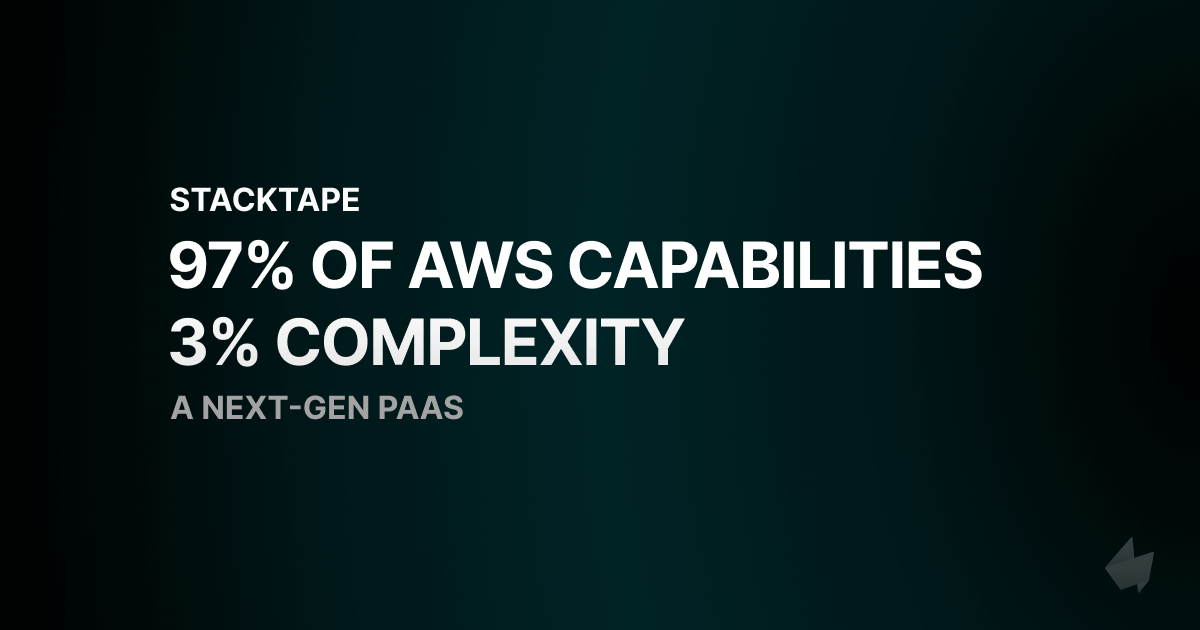 STACKTAPE
97% OF AWS CAPABILITIES
3% COMPLEXITY
A NEXT-GEN PAAS